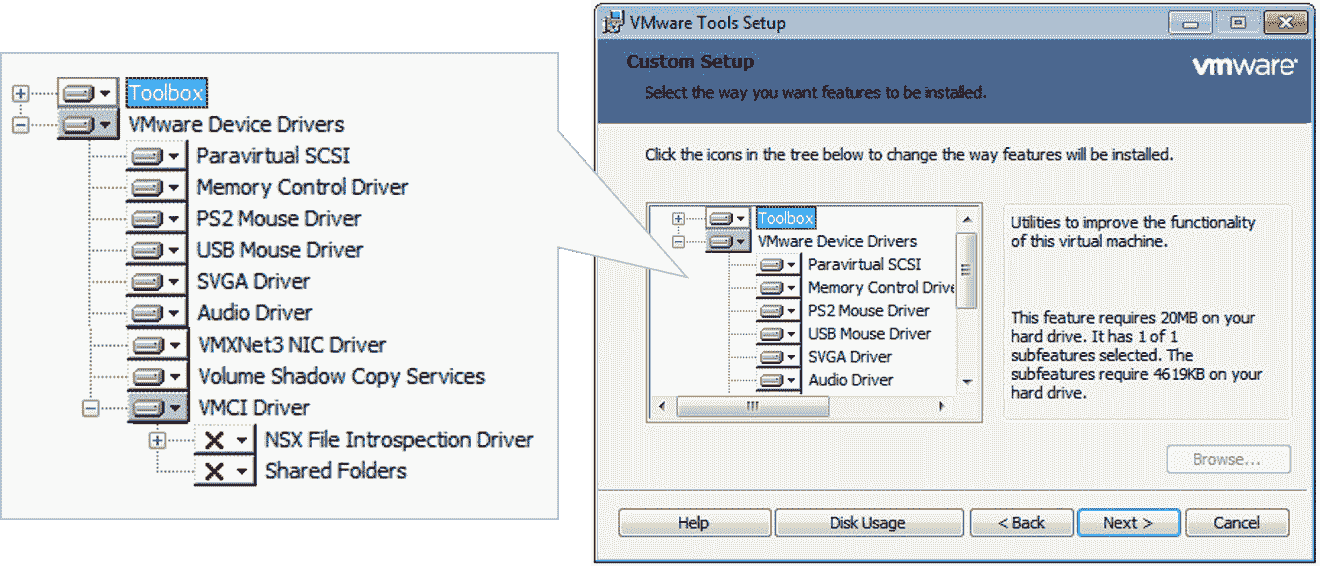 Toolbox
VMware Device Drivers
Paravirtual SCSI
Memory Control Driver
PS2 Mouse Driver
USB Mouse Driver
SVGA Driver
Audio Driver
VMXNet3 NIC Driver
Volume Shadow Copy Services
VMCI Driver
NSX File Introspection Driver
Shared Folders
VMware Tools Setup
Custom Setup
vmware
Select the way you want features to be installed.
Click the icons in the tree below to change the way features will be installed.
Toolbox
VMware Device Drivers
Paravirtual SCSI
Memory Control Drive
PS2 Mouse Driver
USB Mouse Driver
SVGA Driver
Audio Driver
Utilities to improve the functionality
of this virtual machine.
This feature requires 20MB on your
hard drive. It has 1 of 1
subfeatures selected. The
subfeatures require 4619KB on your
hard drive.
Browse...
Help
Disk Usage
< Back
Next >
Cancel